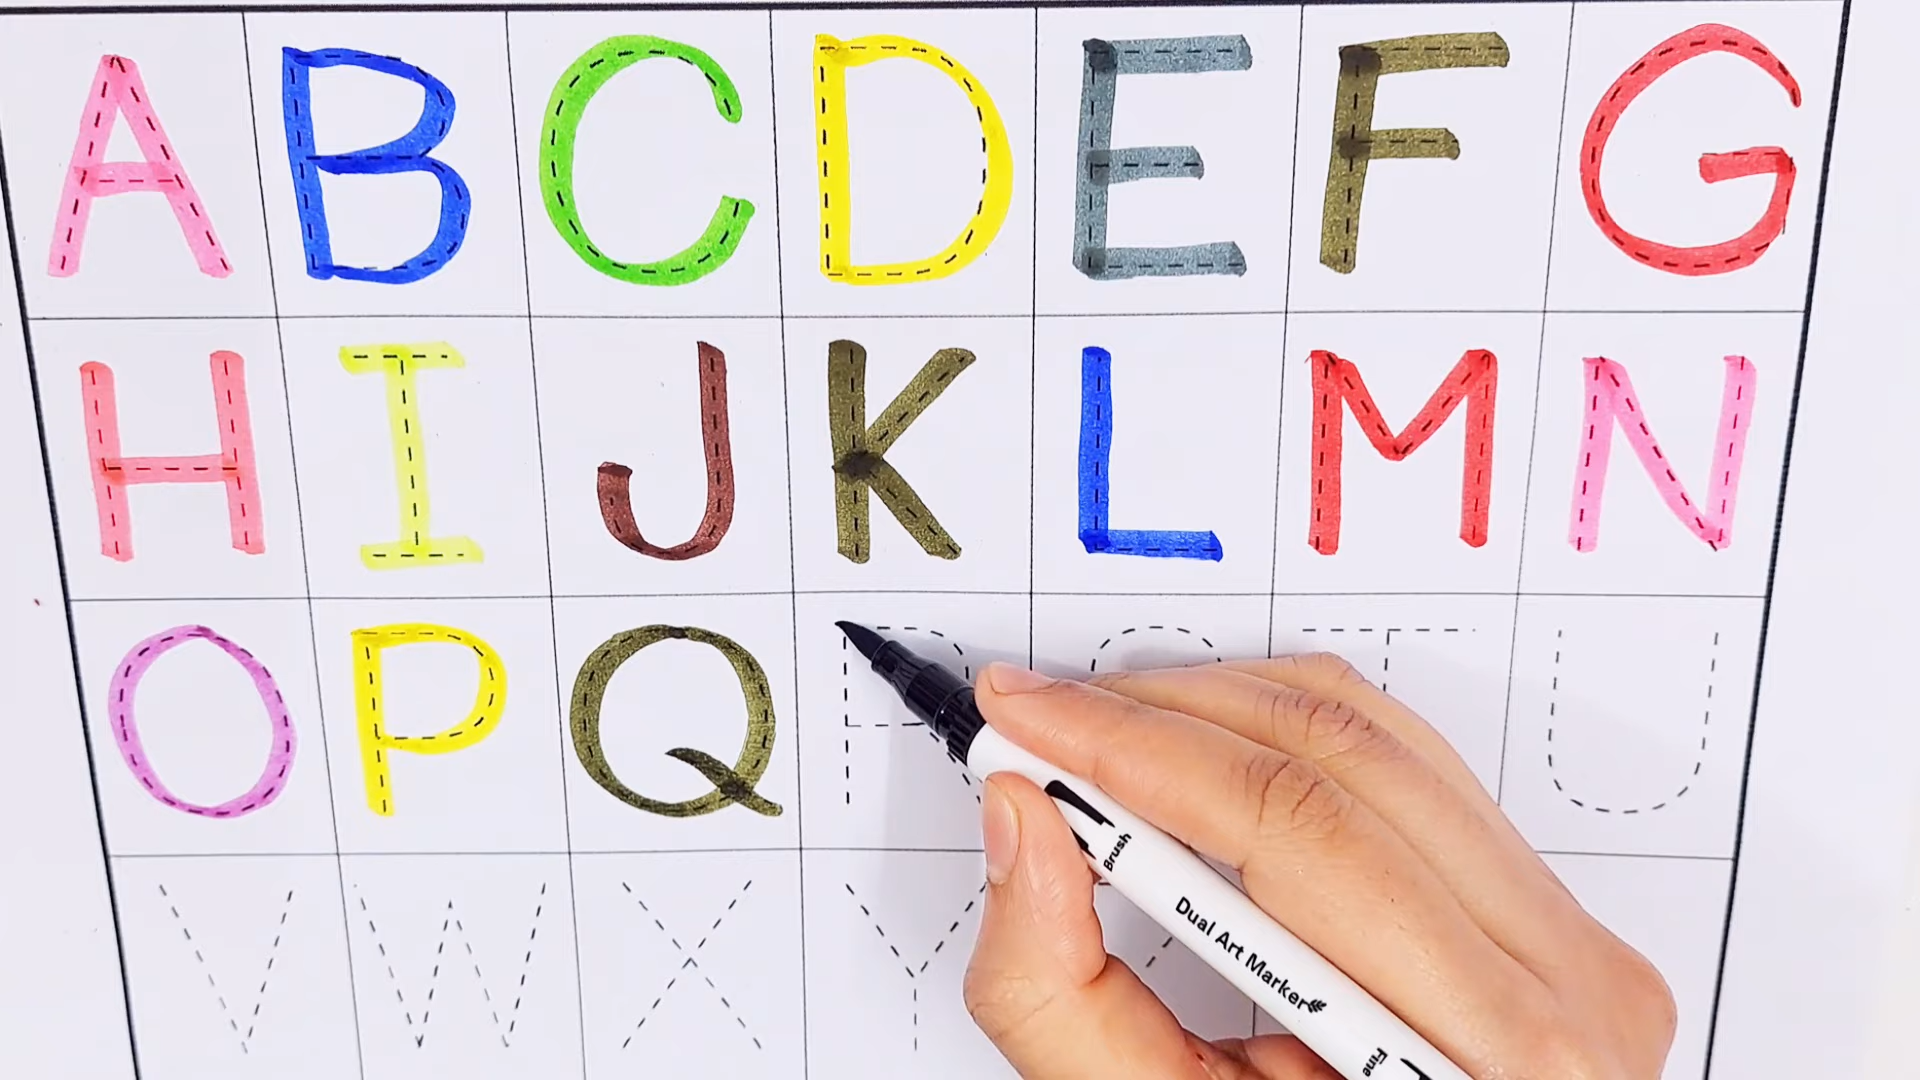 A B C D E F G
H I J K L M N
O P Q R S T U
V W X Y
Brush
Dual Art Marker
Fine